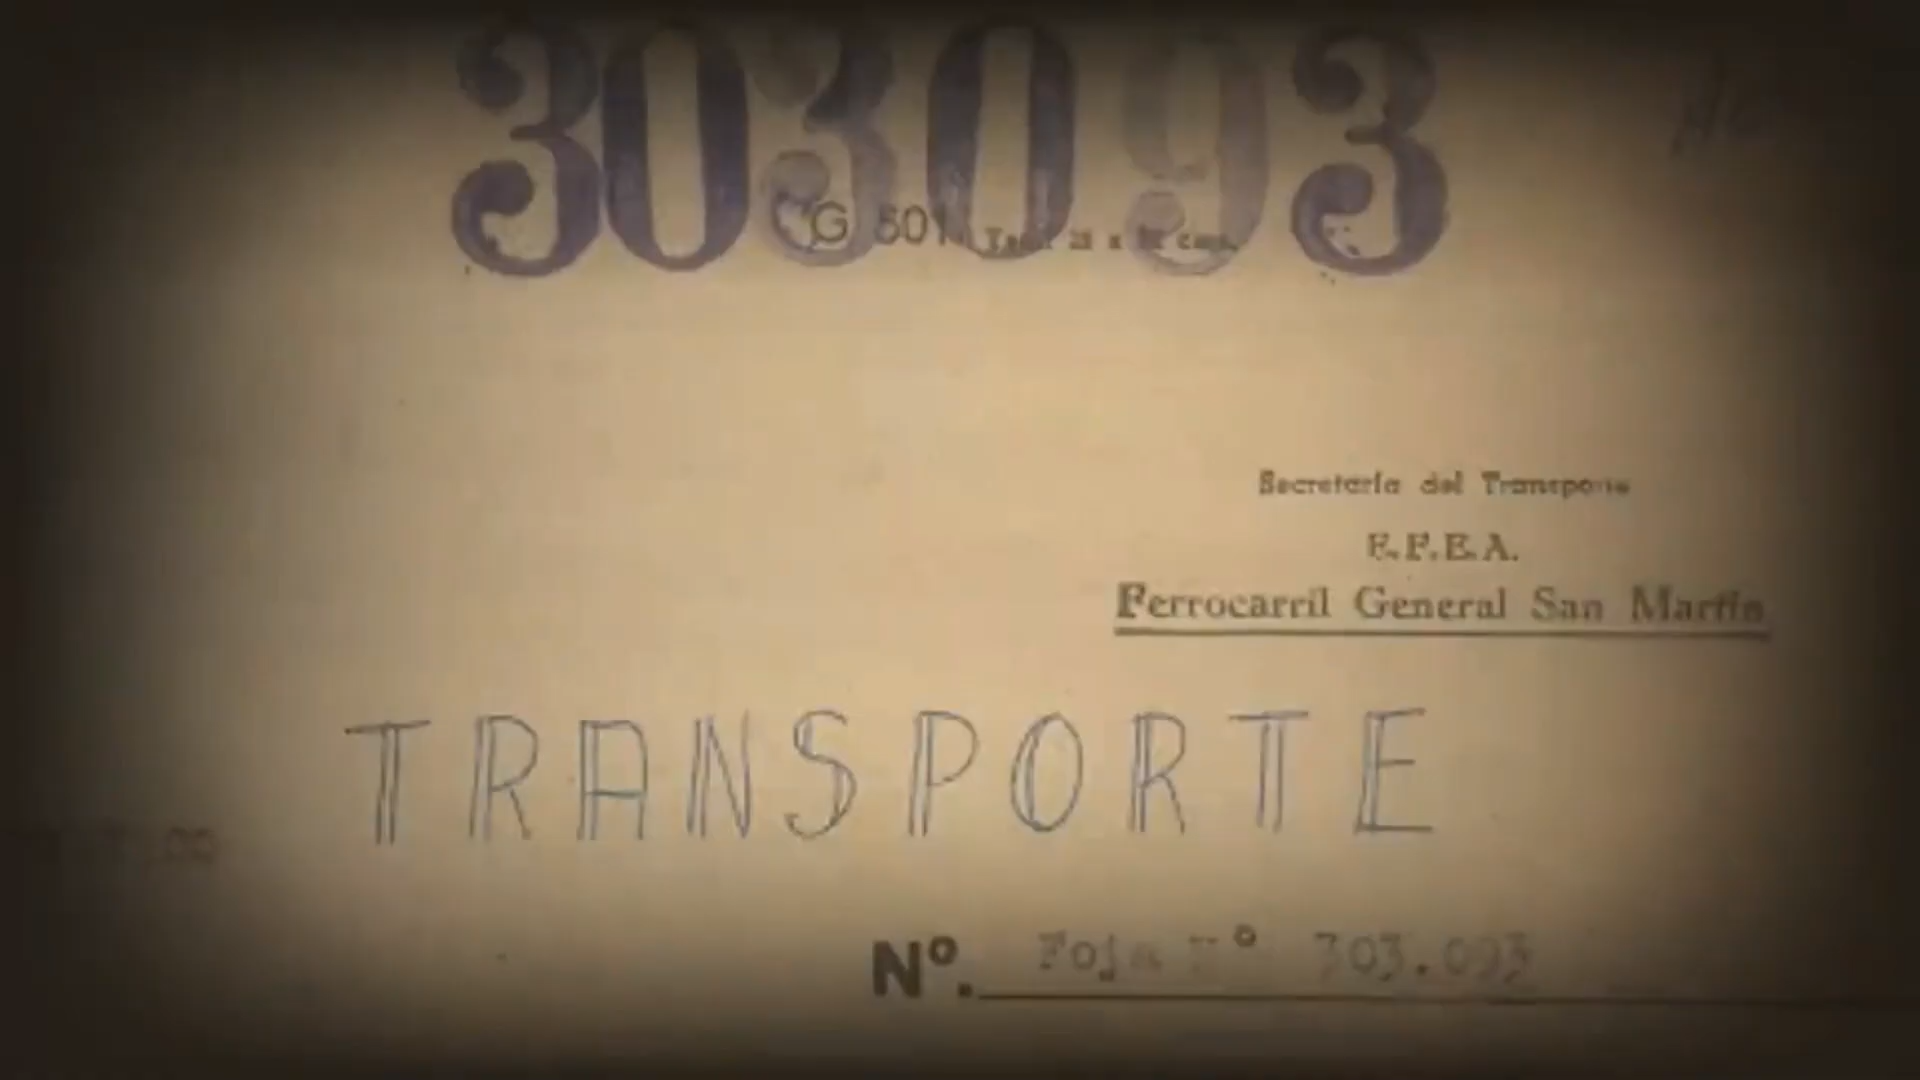 303093
G 501
Secretaría del Transporte
E.F.E.A.
Ferrocarril General San Martín
TRANSPORTE
Nº. Foja Nº 303.093